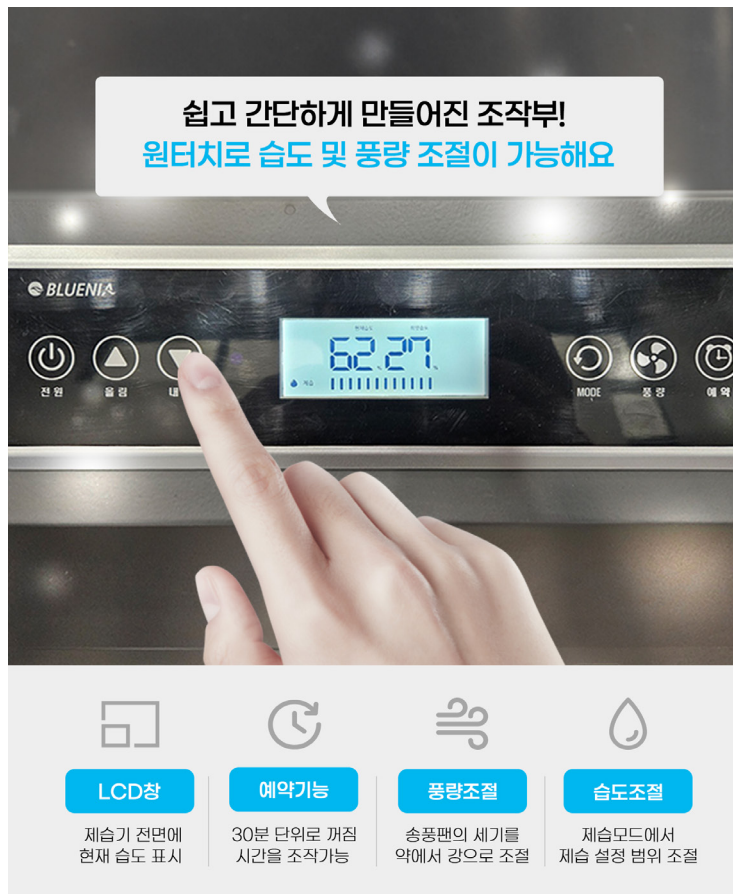 쉽고 간단하게 만들어진 조작부!
원터치로 습도 및 풍량 조절이 가능해요
BLUENIA
62 % 27 %
제습
전원
올림
내
MODE
풍량
예약
LCD창
예약기능
풍량조절
습도조절
제습기 전면에
현재 습도 표시
30분 단위로 꺼짐
시간을 조작가능
송풍팬의 세기를
약에서 강으로 조절
제습모드에서
제습 설정 범위 조절